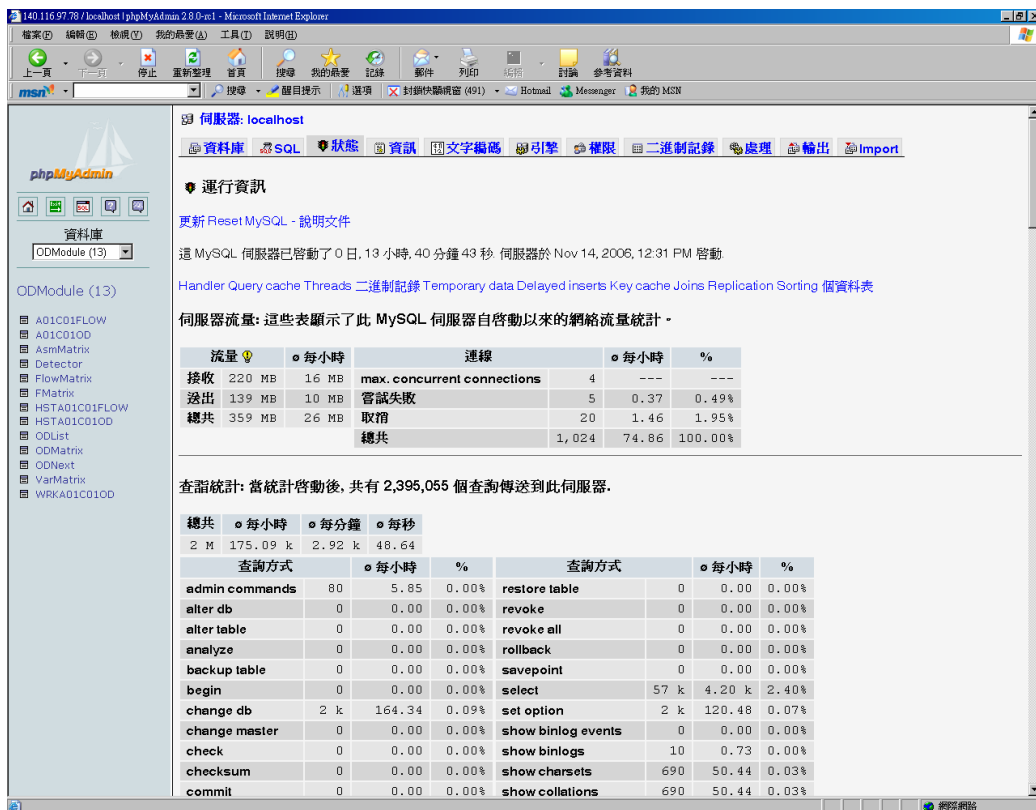 140.116.97.78 / localhost | phpMyAdmin 2.8.0-rc1 - Microsoft Internet Explorer
檔案(F) 編輯(E) 檢視(V) 我的最愛(A) 工具(T) 說明(H)
上一頁 下一頁 停止 重新整理 首頁 搜尋 我的最愛 記錄 郵件 列印 編輯 討論 參考資料
msn 搜尋 醒目提示 選項 封鎖快顯視窗 (491) Hotmail Messenger 我的 MSN
phpMyAdmin
SQL
資料庫
ODModule (13)
ODModule (13)
A01C01FLOW
A01C01OD
AsmMatrix
Detector
FlowMatrix
FMatrix
HSTA01C01FLOW
HSTA01C01OD
ODList
ODMatrix
ODNext
VarMatrix
WRKA01C01OD
伺服器: localhost
資料庫 SQL 狀態 資訊 文字編碼 引擎 權限 二進制記錄 處理 輸出 Import
運行資訊
更新 Reset MySQL - 說明文件
這 MySQL 伺服器已啓動了 0 日, 13 小時, 40 分鐘 43 秒. 伺服器於 Nov 14, 2006, 12:31 PM 啓動.
Handler Query cache Threads 二進制記錄 Temporary data Delayed inserts Key cache Joins Replication Sorting 個資料表
伺服器流量: 這些表顯示了此 MySQL 伺服器自啓動以來的網絡流量統計。
流量 ø 每小時
接收 220 MB 16 MB
送出 139 MB 10 MB
總共 359 MB 26 MB
連線 ø 每小時 %
max. concurrent connections 4 --- ---
嘗試失敗 5 0.37 0.49%
取消 20 1.46 1.95%
總共 1,024 74.86 100.00%
查詣統計: 當統計啓動後, 共有 2,395,055 個查詢傳送到此伺服器.
總共 ø 每小時 ø 每分鐘 ø 每秒
2 M 175.09 k 2.92 k 48.64
查詢方式 ø 每小時 % 查詢方式 ø 每小時 %
admin commands 80 5.85 0.00% restore table 0 0.00 0.00%
alter db 0 0.00 0.00% revoke 0 0.00 0.00%
alter table 0 0.00 0.00% revoke all 0 0.00 0.00%
analyze 0 0.00 0.00% rollback 0 0.00 0.00%
backup table 0 0.00 0.00% savepoint 0 0.00 0.00%
begin 0 0.00 0.00% select 57 k 4.20 k 2.40%
change db 2 k 164.34 0.09% set option 2 k 120.48 0.07%
change master 0 0.00 0.00% show binlog events 0 0.00 0.00%
check 0 0.00 0.00% show binlogs 10 0.73 0.00%
checksum 0 0.00 0.00% show charsets 690 50.44 0.03%
commit 0 0.00 0.00% show collations 690 50.44 0.03%
網際網路